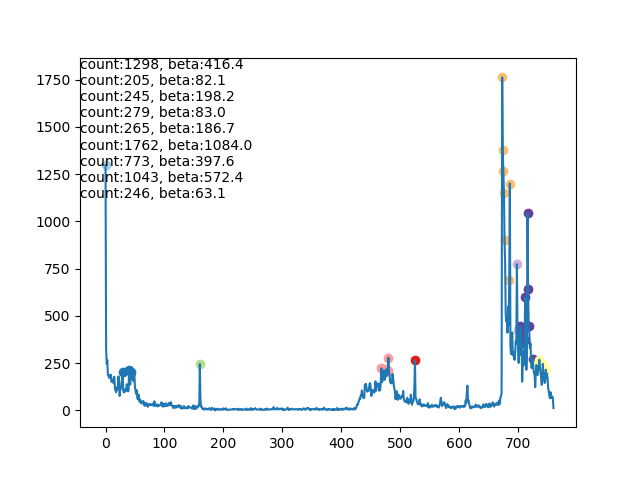 count:1298, beta:416.4
count:205, beta:82.1
count:245, beta:198.2
count:279, beta:83.0
count:265, beta:186.7
count:1762, beta:1084.0
count:773, beta:397.6
count:1043, beta:572.4
count:246, beta:63.1
1750
1500
1250
1000
750
500
250
0
0 100 200 300 400 500 600 700